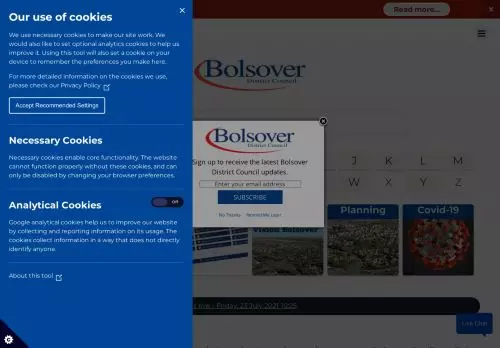 Our use of cookies
We use necessary cookies to make our site work. We
would also like to set optional analytics cookies to help us
improve it. Using this tool will also set a cookie on your
device to remember the preferences you make here.
For more detailed information on the cookies we use,
please check our Privacy Policy
Accept Recommended Settings
Necessary Cookies
Necessary cookies enable core functionality. The website
cannot function properly without these cookies, and can
only be disabled by changing your browser preferences.
Analytical Cookies
Off
Google analytical cookies help us to improve our website
by collecting and reporting information on its usage. The
cookies collect information in a way that does not directly
identify anyone.
About this tool
Read more...
Bolsover
District Council
Bolsover
District Council
Sign up to receive the latest Bolsover
District Council updates.
Enter your email address
SUBSCRIBE
No Thanks
Remind Me Later
J K L M
W X Y Z
Vision Bolsover
Planning
Covid-19
- Friday, 23 July 2021 10:25
Live Chat